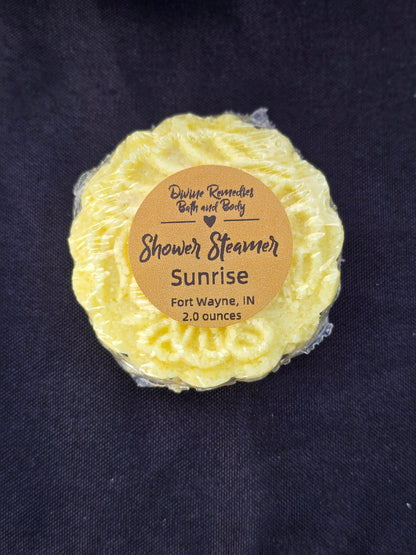 Divine Remedies
Bath and Body
Shower Steamer
Sunrise
Fort Wayne, IN
2.0 ounces